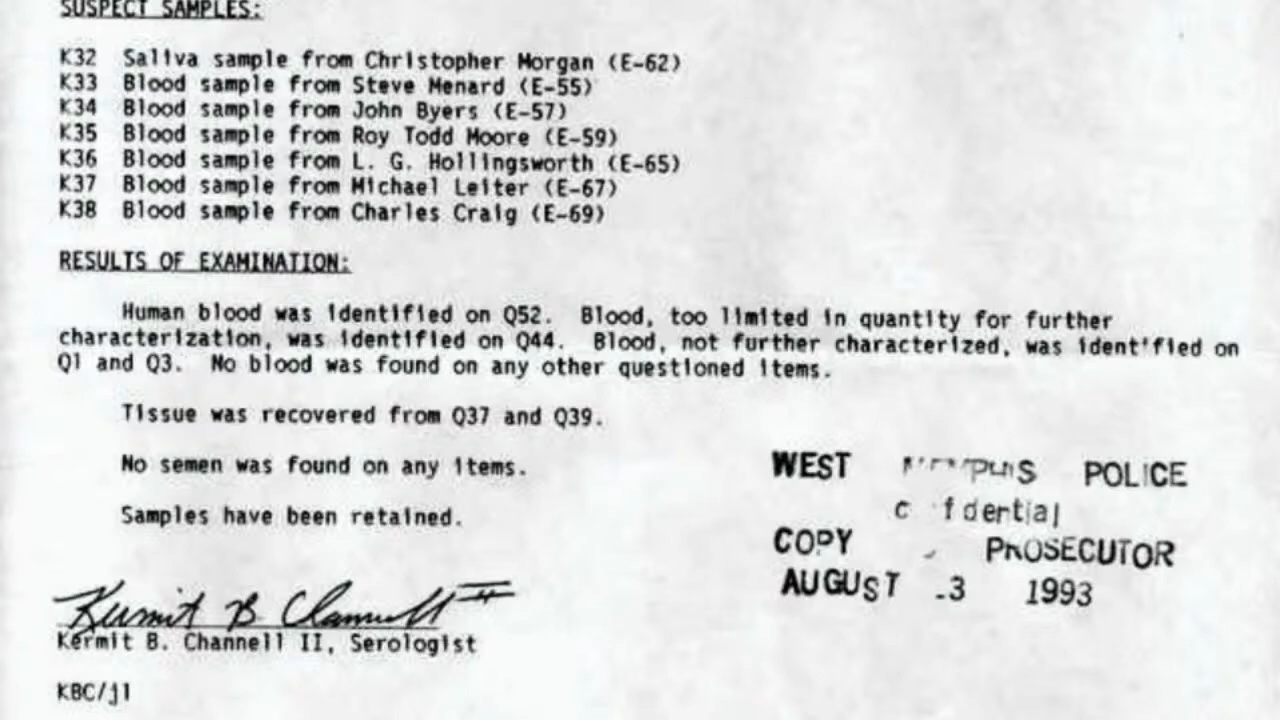 SUSPECT SAMPLES:
K32 Saliva sample from Christopher Morgan (E-62)
K33 Blood sample from Steve Menard (E-55)
K34 Blood sample from John Byers (E-57)
K35 Blood sample from Roy Todd Moore (E-59)
K36 Blood sample from L. G. Hollingsworth (E-65)
K37 Blood sample from Michael Leiter (E-67)
K38 Blood sample from Charles Craig (E-69)
RESULTS OF EXAMINATION:
Human blood was identified on Q52. Blood, too limited in quantity for further
characterization, was identified on Q44. Blood, not further characterized, was ident'fied on
Q1 and Q3. No blood was found on any other questioned items.
Tissue was recovered from Q37 and Q39.
No semen was found on any items.
Samples have been retained.
WEST POLICE
COPY PROSECUTOR
AUGUST 3 1993
Kermit B Channell II
Kermit B. Channell II, Serologist
KBC/jl